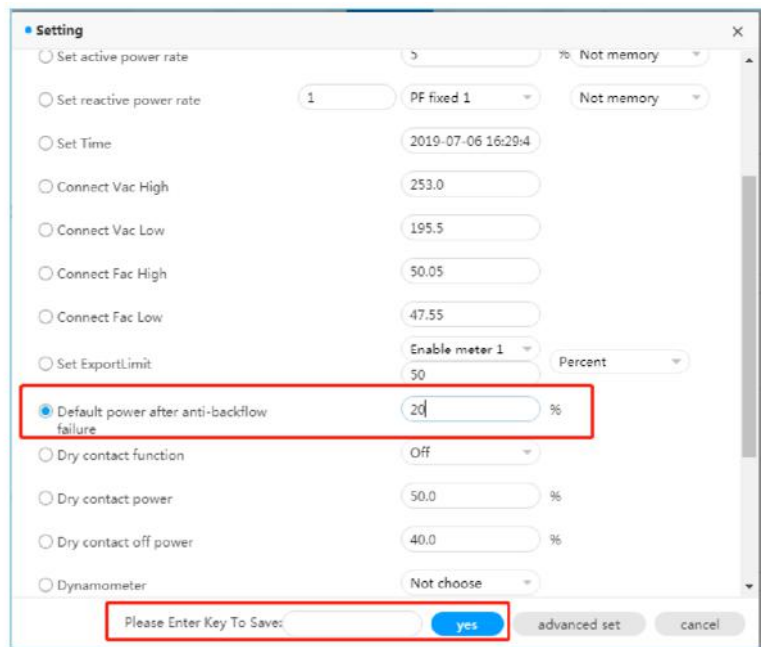 Setting
Set active power rate 5 % Not memory
Set reactive power rate 1 PF fixed 1 Not memory
Set Time 2019-07-06 16:29:4
Connect Vac High 253.0
Connect Vac Low 195.5
Connect Fac High 50.05
Connect Fac Low 47.55
Set ExportLimit Enable meter 1 Percent
50
Default power after anti-backflow 20 %
failure
Dry contact function Off
Dry contact power 50.0 %
Dry contact off power 40.0 %
Dynamometer Not choose
Please Enter Key To Save: yes advanced set cancel